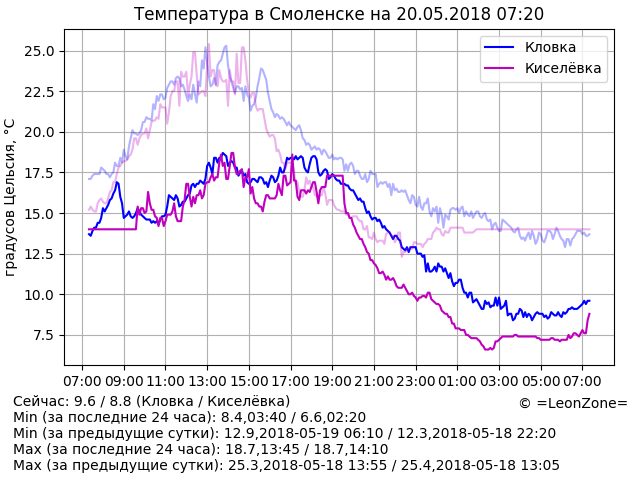 Температура в Смоленске на 20.05.2018 07:20
градусов Цельсия, °C
25.0
22.5
20.0
17.5
15.0
12.5
10.0
7.5
Кловка
Киселёвка
07:00 09:00 11:00 13:00 15:00 17:00 19:00 21:00 23:00 01:00 03:00 05:00 07:00
Сейчас: 9.6 / 8.8 (Кловка / Киселёвка)
© =LeonZone=
Min (за последние 24 часа): 8.4,03:40 / 6.6,02:20
Min (за предыдущие сутки): 12.9,2018-05-19 06:10 / 12.3,2018-05-18 22:20
Max (за последние 24 часа): 18.7,13:45 / 18.7,14:10
Max (за предыдущие сутки): 25.3,2018-05-18 13:55 / 25.4,2018-05-18 13:05